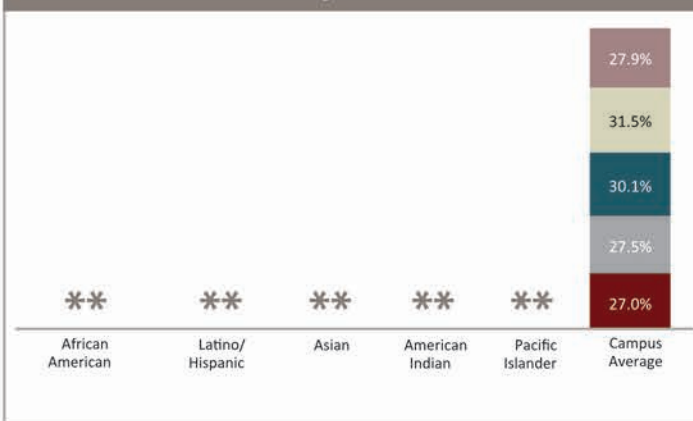 27.9%
31.5%
30.1%
27.5%
** ** ** ** ** 27.0%
African American
Latino/ Hispanic
Asian
American Indian
Pacific Islander
Campus Average